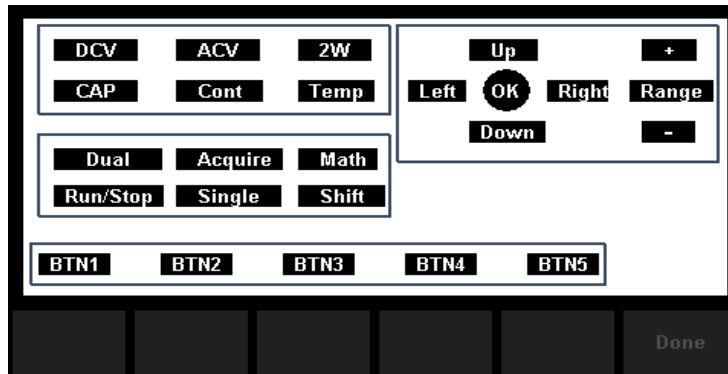 DCV ACV 2W
CAP Cont Temp
Up +
Left OK Right Range
Down -
Dual Acquire Math
Run/Stop Single Shift
BTN1 BTN2 BTN3 BTN4 BTN5
Done